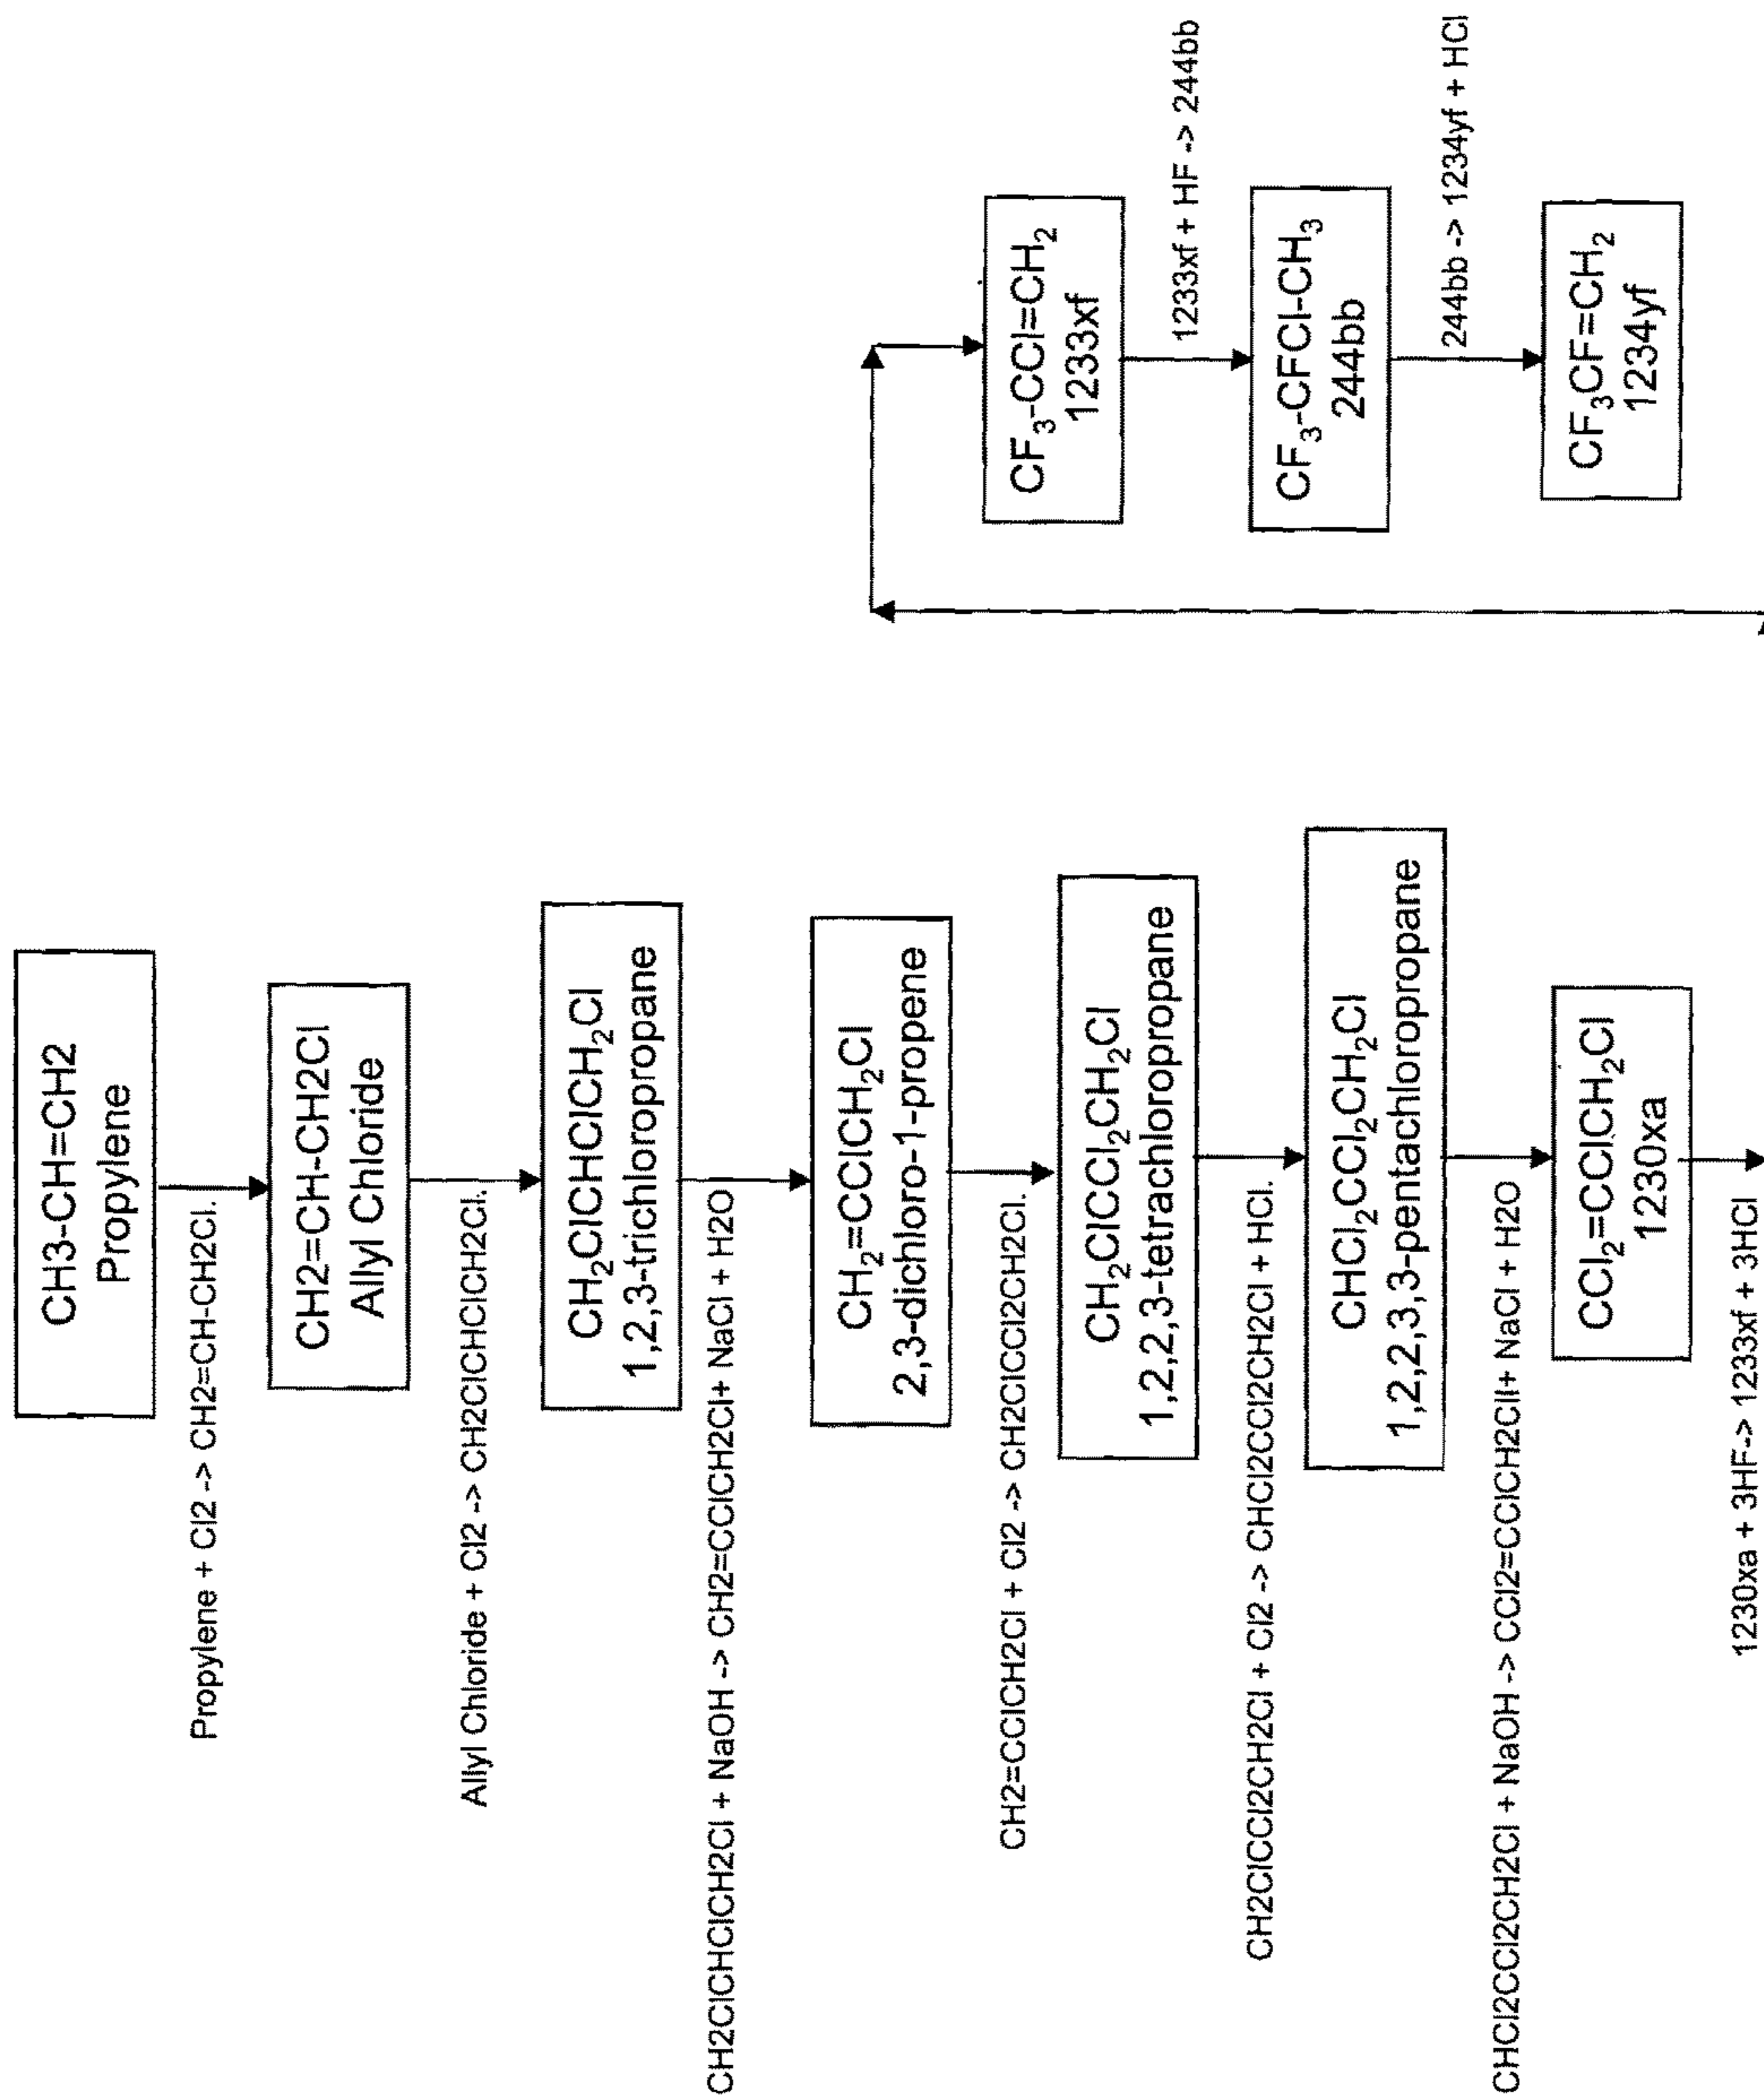 CH3-CH=CH2
Propylene
Propylene + Cl2 -> CH2=CH-CH2Cl.
CH2=CH-CH2Cl
Allyl Chloride
Allyl Chloride + Cl2 -> CH2ClCHClCH2Cl.
CH₂ClCHClCH₂Cl
1,2,3-trichloropropane
CH2ClCHClCH2Cl + NaOH -> CH2=CClCH2Cl+ NaCl + H2O
CH₂=CClCH₂Cl
2,3-dichloro-1-propene
CH2=CClCH2Cl + Cl2 -> CH2ClCCl2CH2Cl.
CH₂ClCCl₂CH₂Cl
1,2,2,3-tetrachloropropane
CH2ClCCl2CH2Cl + Cl2 -> CHCl2CCl2CH2Cl + HCl.
CHCl₂CCl₂CH₂Cl
1,2,2,3,3-pentachloropropane
CHCl2CCl2CH2Cl + NaOH -> CCl2=CClCH2Cll+ NaCl + H2O
CCl₂=CClCH₂Cl
1230xa
1230xa + 3HF-> 1233xf + 3HCl
CF₃-CCl=CH₂
1233xf
1233xf + HF -> 244bb
CF₃-CFCl-CH₃
244bb
244bb -> 1234yf + HCl
CF₃CF=CH₂
1234yf